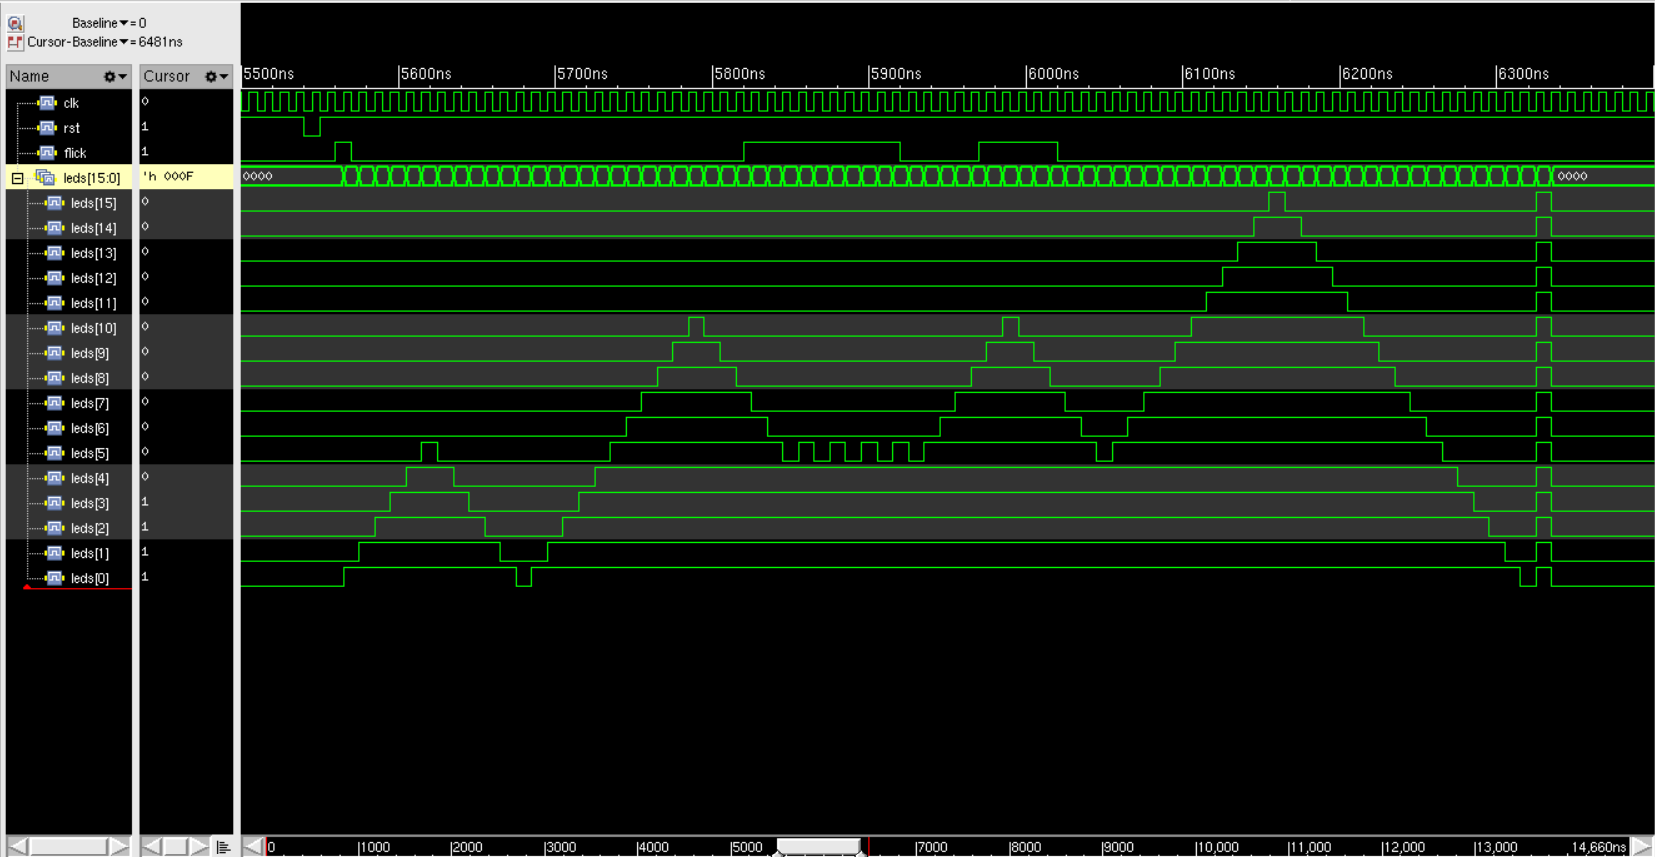 Baseline▼= 0
Cursor-Baseline▼= 6481ns
Name Cursor 5500ns 5600ns 5700ns 5800ns 5900ns 6000ns 6100ns 6200ns 6300ns
clk 0
rst 1
flick 1
leds[15:0] 'h 000F 0000 0000
leds[15] 0
leds[14] 0
leds[13] 0
leds[12] 0
leds[11] 0
leds[10] 0
leds[9] 0
leds[8] 0
leds[7] 0
leds[6] 0
leds[5] 0
leds[4] 0
leds[3] 1
leds[2] 1
leds[1] 1
leds[0] 1
0 1000 2000 3000 4000 5000 7000 8000 9000 10,000 11,000 12,000 13,000 14,660ns